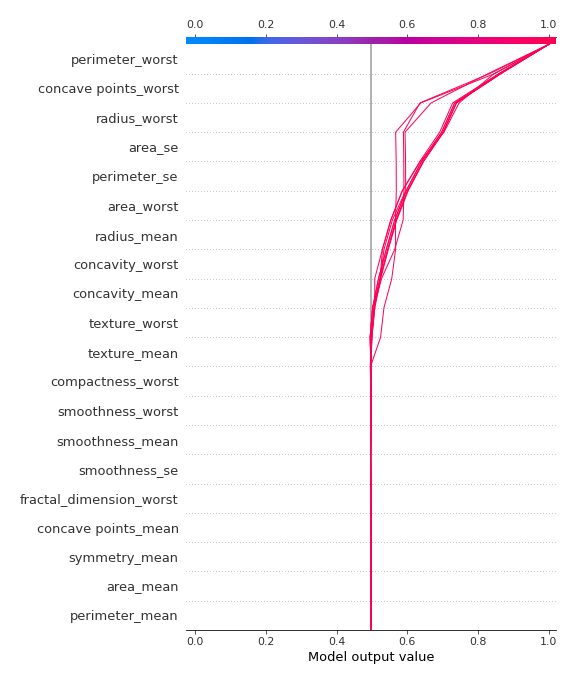 0.0 0.2 0.4 0.6 0.8 1.0
perimeter_worst
concave points_worst
radius_worst
area_se
perimeter_se
area_worst
radius_mean
concavity_worst
concavity_mean
texture_worst
texture_mean
compactness_worst
smoothness_worst
smoothness_mean
smoothness_se
fractal_dimension_worst
concave points_mean
symmetry_mean
area_mean
perimeter_mean
0.0 0.2 0.4 0.6 0.8 1.0
Model output value